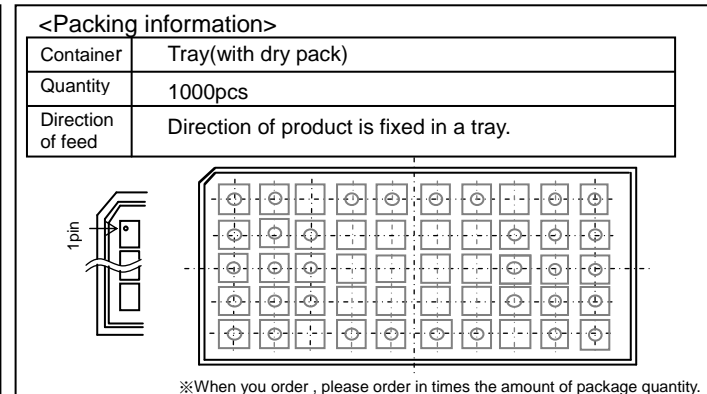 <Packing information>
Container Tray(with dry pack)
Quantity 1000pcs
Direction
of feed Direction of product is fixed in a tray.
1pin
※When you order , please order in times the amount of package quantity.